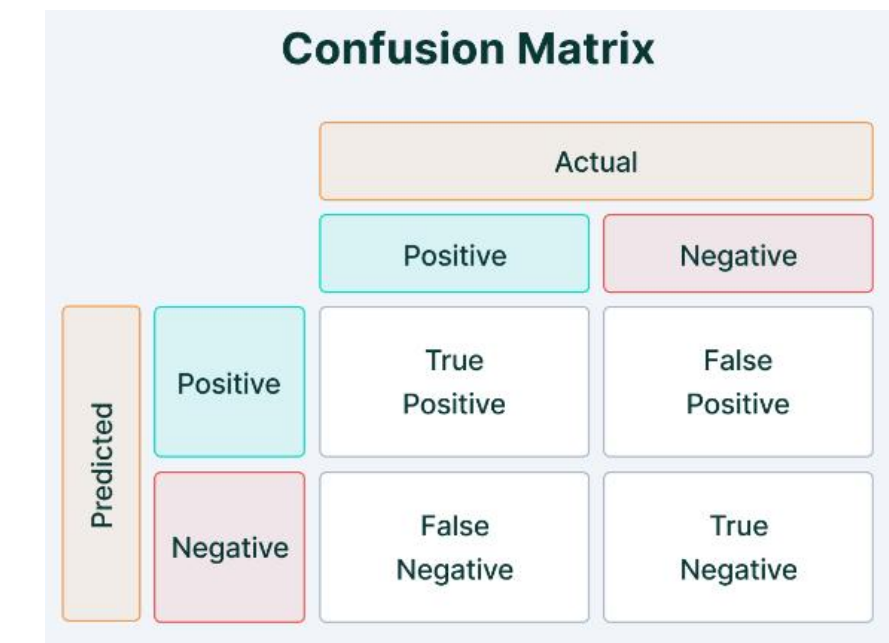 Confusion Matrix
Actual
Positive
Negative
Predicted
Positive
True
Positive
False
Positive
Negative
False
Negative
True
Negative